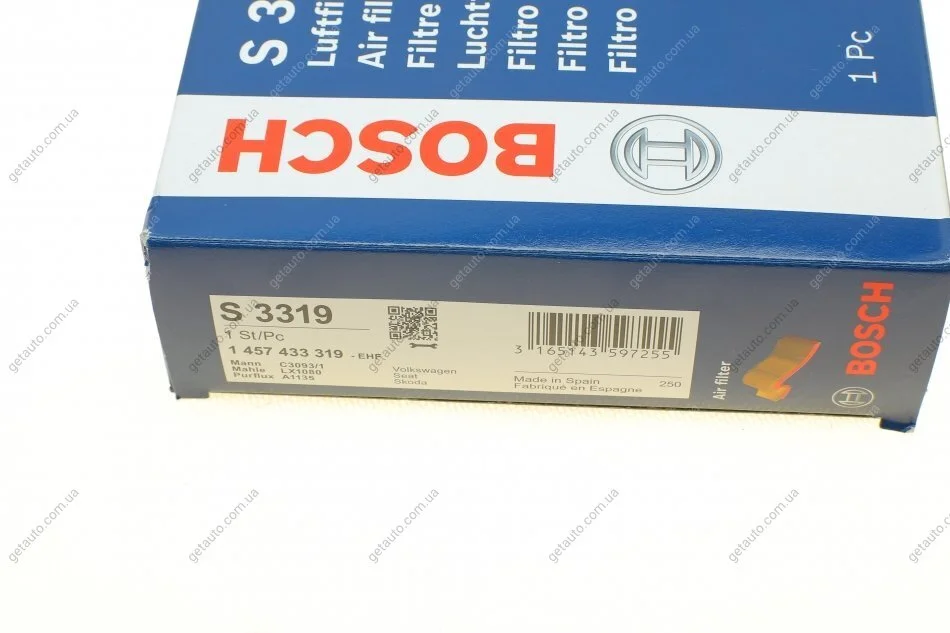 S 3
Luftfi
Air fil
Filtre
Lucht
Filtro
Filtro
Filtro
1 Pc
BOSCH
S 3319
1 St/Pc
1 457 433 319 - EHF
Mann C3093/1
Mahle LX1080
Purflux A1135
Volkswagen
Seat
Skoda
3 165143 597255
Made in Spain
Fabriqué en Espagne 250
Air filter
BOSCH
getauto.com.ua